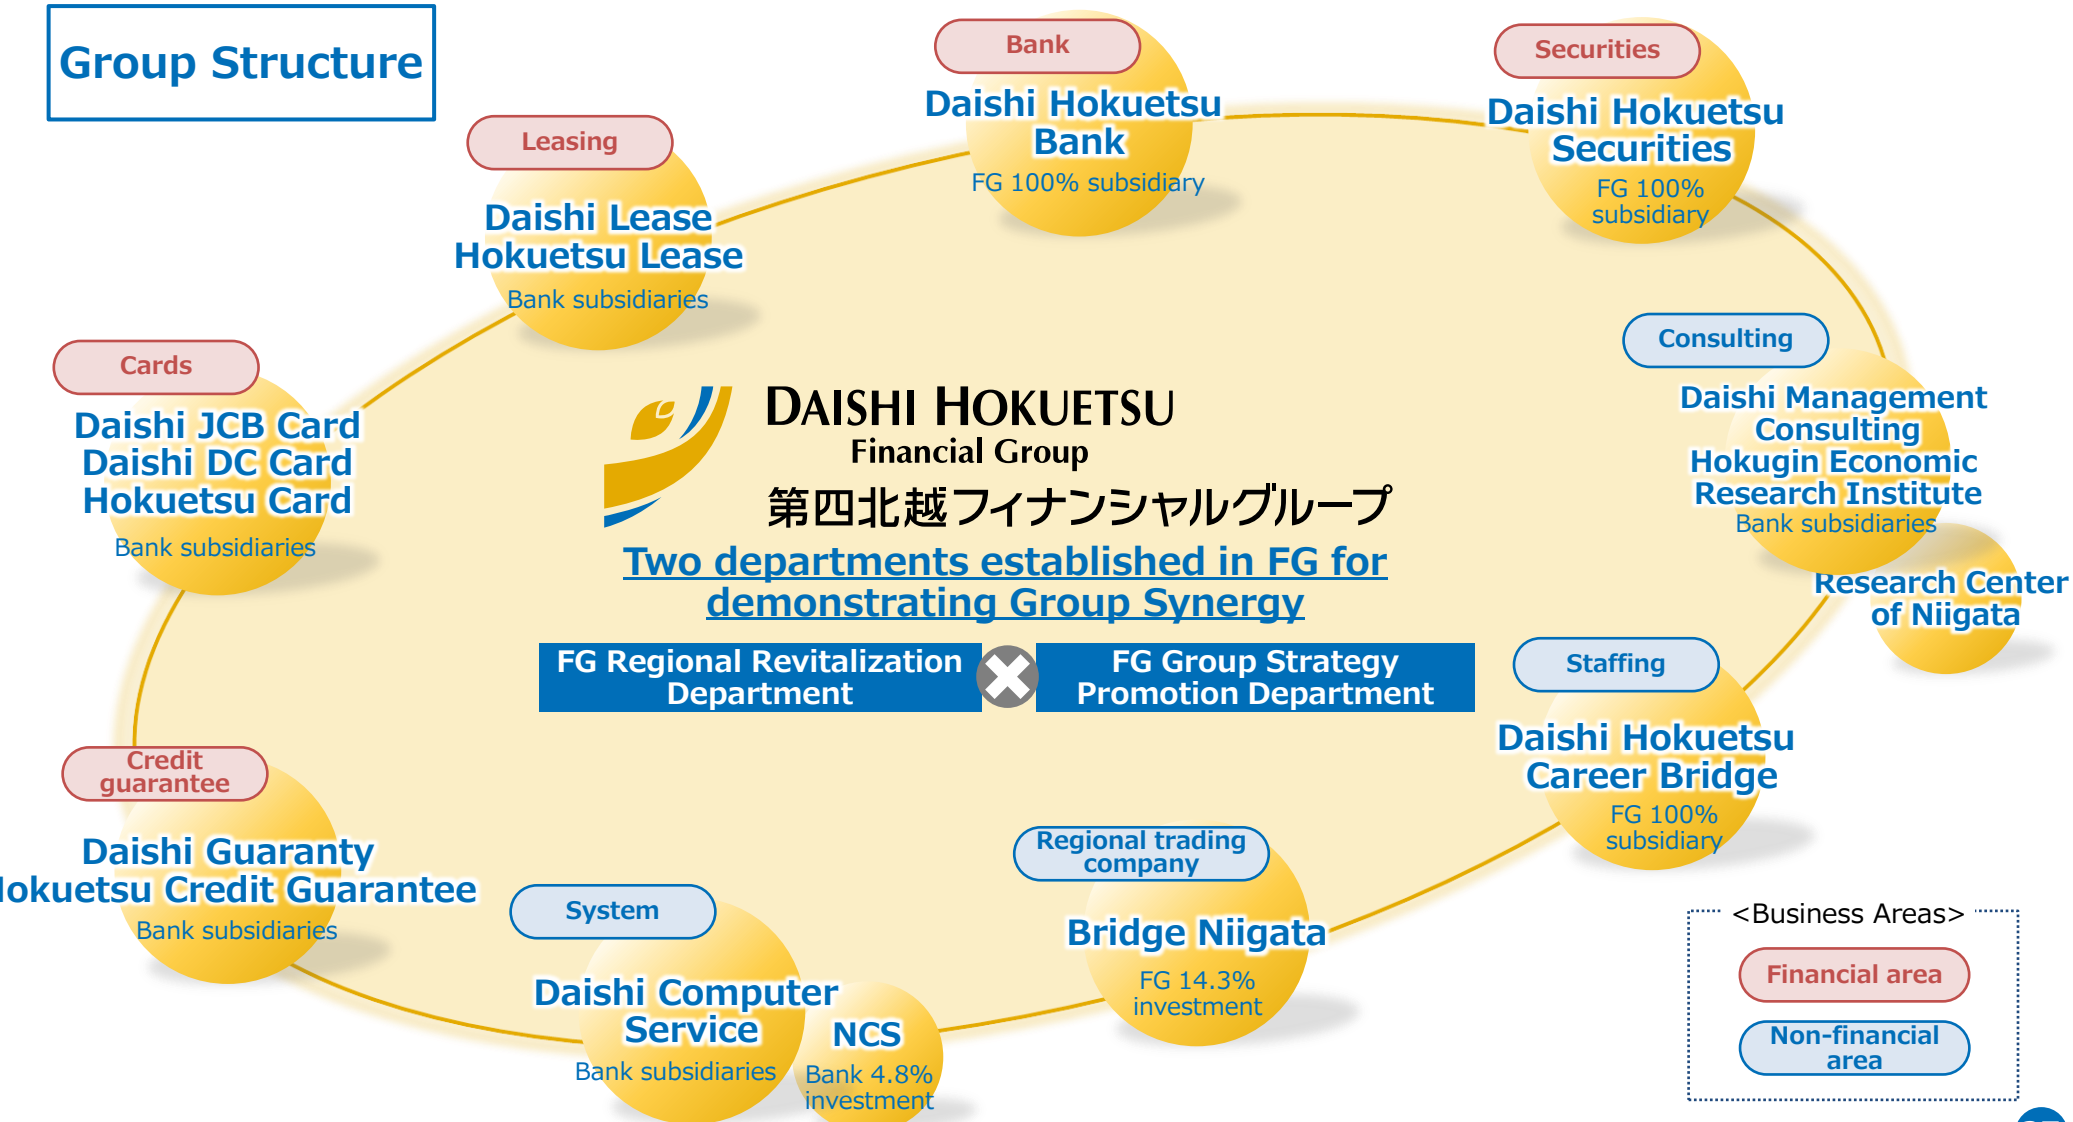 Group Structure
Bank
Daishi Hokuetsu
Bank
FG 100% subsidiary
Securities
Daishi Hokuetsu
Securities
FG 100%
subsidiary
Leasing
Daishi Lease
Hokuetsu Lease
Bank subsidiaries
Consulting
Daishi Management
Consulting
Hokugin Economic
Research Institute
Bank subsidiaries
Research Center
of Niigata
Cards
Daishi JCB Card
Daishi DC Card
Hokuetsu Card
Bank subsidiaries
DAISHI HOKUETSU
Financial Group
第四北越フィナンシャルグループ
Two departments established in FG for
demonstrating Group Synergy
FG Regional Revitalization
Department
FG Group Strategy
Promotion Department
Staffing
Daishi Hokuetsu
Career Bridge
FG 100%
subsidiary
Credit
guarantee
Daishi Guaranty
Hokuetsu Credit Guarantee
Bank subsidiaries
System
Daishi Computer
Service
Bank subsidiaries
NCS
Bank 4.8%
investment
Regional trading
company
Bridge Niigata
FG 14.3%
investment
<Business Areas>
Financial area
Non-financial
area